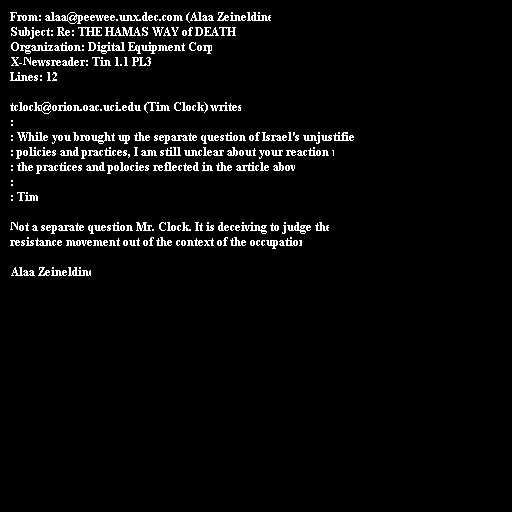 From: alaa@peewee.unx.dec.com (Alaa Zeineldine
Subject: Re: THE HAMAS WAY of DEATH
Organization: Digital Equipment Corp
X-Newsreader: Tin 1.1 PL3
Lines: 12

tclock@orion.oac.uci.edu (Tim Clock) writes
:
: While you brought up the separate question of Israel's unjustifie
: policies and practices, I am still unclear about your reaction
: the practices and polocies reflected in the article abov
:
: Tim

Not a separate question Mr. Clock. It is deceiving to judge the
resistance movement out of the context of the occupation

Alaa Zeineldine